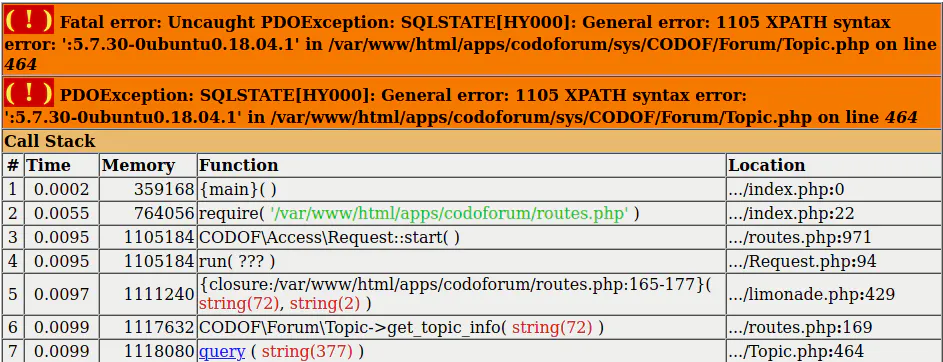 ( ! ) Fatal error: Uncaught PDOException: SQLSTATE[HY000]: General error: 1105 XPATH syntax
error: ':5.7.30-0ubuntu0.18.04.1' in /var/www/html/apps/codoforum/sys/CODOF/Forum/Topic.php on line
464
( ! ) PDOException: SQLSTATE[HY000]: General error: 1105 XPATH syntax error:
':5.7.30-0ubuntu0.18.04.1' in /var/www/html/apps/codoforum/sys/CODOF/Forum/Topic.php on line 464
Call Stack
# Time Memory Function Location
1 0.0002 359168 {main}( ) .../index.php:0
2 0.0055 764056 require( '/var/www/html/apps/codoforum/routes.php' ) .../index.php:22
3 0.0095 1105184 CODOF\Access\Request::start( ) .../routes.php:971
4 0.0095 1105184 run( ??? ) .../Request.php:94
5 0.0097 1111240 {closure:/var/www/html/apps/codoforum/routes.php:165-177}( .../limonade.php:429
string(72), string(2) )
6 0.0099 1117632 CODOF\Forum\Topic->get_topic_info( string(72) ) .../routes.php:169
7 0.0099 1118080 query ( string(377) ) .../Topic.php:464